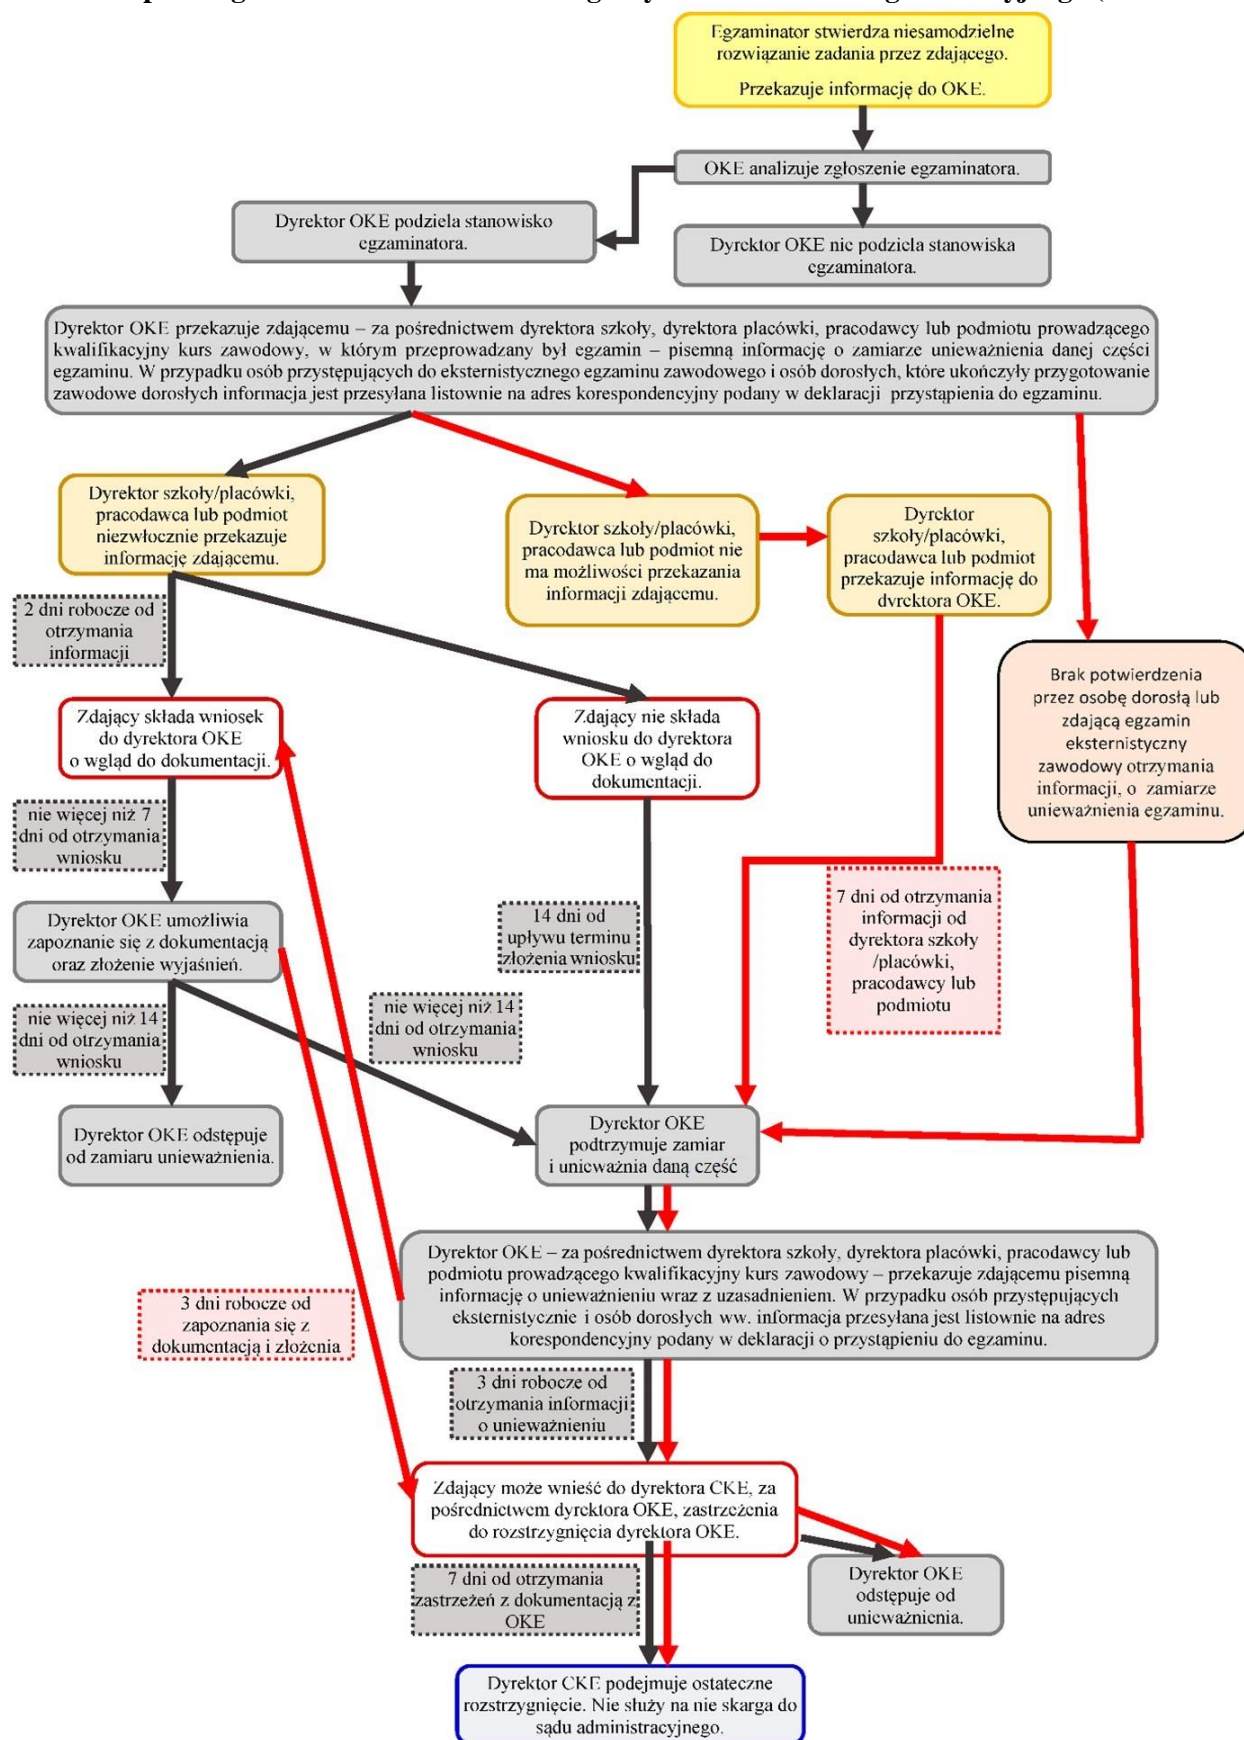 Egzaminator stwierdza niesamodzielne
rozwiązanie zadania przez zdającego.
Przekazuje informację do OKE.
OKE analizuje zgłoszenie egzaminatora.
Dyrektor OKE podziela stanowisko
egzaminatora.
Dyrektor OKE nie podziela stanowiska
egzaminatora.
Dyrektor OKE przekazuje zdającemu – za pośrednictwem dyrektora szkoły, dyrektora placówki, pracodawcy lub podmiotu prowadzącego
kwalifikacyjny kurs zawodowy, w którym przeprowadzany był egzamin – pisemną informację o zamiarze unieważnienia danej części
egzaminu. W przypadku osób przystępujących do eksternistycznego egzaminu zawodowego i osób dorosłych, które ukończyły przygotowanie
zawodowe dorosłych informacja jest przesyłana listownie na adres korespondencyjny podany w deklaracji przystąpienia do egzaminu.
Dyrektor szkoły/placówki,
pracodawca lub podmiot
niezwłocznie przekazuje
informację zdającemu.
Dyrektor szkoły/placówki,
pracodawca lub podmiot nie
ma możliwości przekazania
informacji zdającemu.
Dyrektor
szkoły/placówki,
pracodawca lub podmiot
przekazuje informację do
dyrektora OKE.
2 dni robocze od
otrzymania
informacji
Brak potwierdzenia
przez osobę dorosłą lub
zdającą egzamin
eksternistyczny
zawodowy otrzymania
informacji, o zamiarze
unieważnienia egzaminu.
Zdający składa wniosek
do dyrektora OKE
o wgląd do dokumentacji.
Zdający nie składa
wniosku do dyrektora
OKE o wgląd do
dokumentacji.
nie więcej niż 7
dni od otrzymania
wniosku
7 dni od otrzymania
informacji od
dyrektora szkoły
/placówki,
pracodawcy lub
podmiotu
Dyrektor OKE umożliwia
zapoznanie się z dokumentacją
oraz złożenie wyjaśnień.
14 dni od
upływu terminu
złożenia wniosku
nie więcej niż 14
dni od otrzymania
wniosku
nie więcej niż 14
dni od otrzymania
wniosku
Dyrektor OKE odstępuje
od zamiaru unieważnienia.
Dyrektor OKE
podtrzymuje zamiar
i unieważnia daną część
Dyrektor OKE – za pośrednictwem dyrektora szkoły, dyrektora placówki, pracodawcy lub
podmiotu prowadzącego kwalifikacyjny kurs zawodowy – przekazuje zdającemu pisemną
informację o unieważnieniu wraz z uzasadnieniem. W przypadku osób przystępujących
eksternistycznie i osób dorosłych ww. informacja przesyłana jest listownie na adres
korespondencyjny podany w deklaracji o przystąpieniu do egzaminu.
3 dni robocze od
zapoznania się z
dokumentacją i złożenia
3 dni robocze od
otrzymania informacji
o unieważnieniu
Zdający może wnieść do dyrektora CKE, za
pośrednictwem dyrektora OKE, zastrzeżenia
do rozstrzygnięcia dyrektora OKE.
7 dni od otrzymania
zastrzeżeń z dokumentacją z
OKE
Dyrektor OKE
odstępuje od
unieważnienia.
Dyrektor CKE podejmuje ostateczne
rozstrzygnięcie. Nie służy na nie skarga do
sądu administracyjnego.